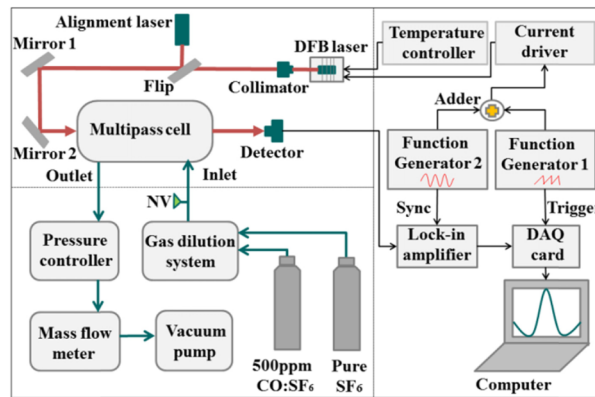 Alignment laser
Mirror 1
Flip
Collimator
DFB laser
Temperature
controller
Current
driver
Adder
Multipass cell
Detector
Mirror 2
Outlet
Inlet
NV
Function
Generator 2
Function
Generator 1
Sync
Trigger
Pressure
controller
Gas dilution
system
Lock-in
amplifier
DAQ
card
Mass flow
meter
Vacuum
pump
500ppm
CO:SF6
Pure
SF6
Computer